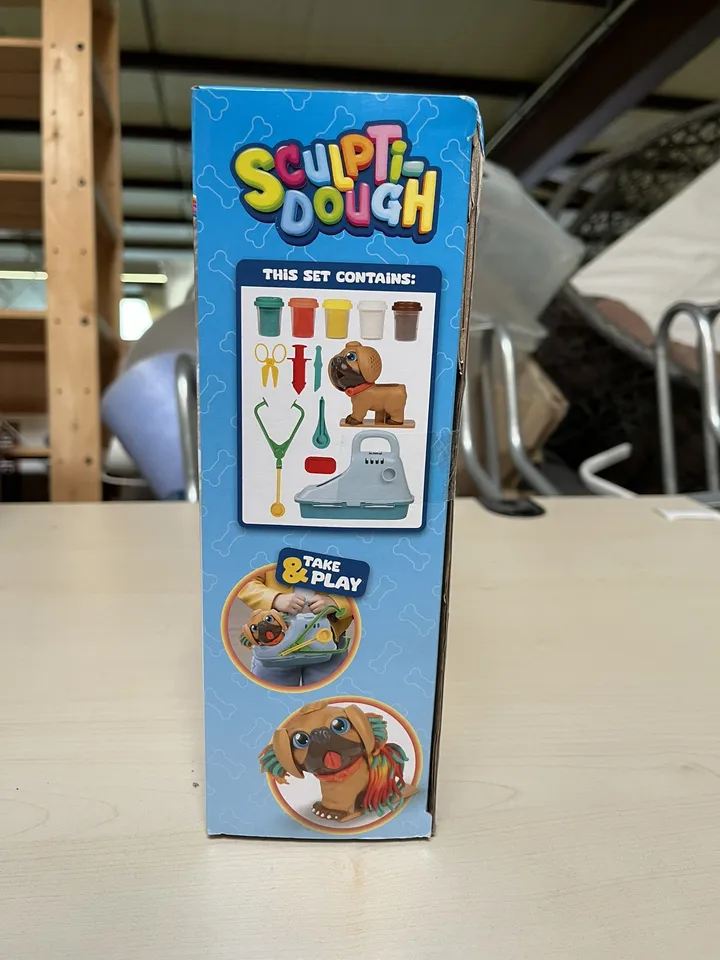 SCULPTI-
DOUGH
THIS SET CONTAINS:
TAKE
& PLAY